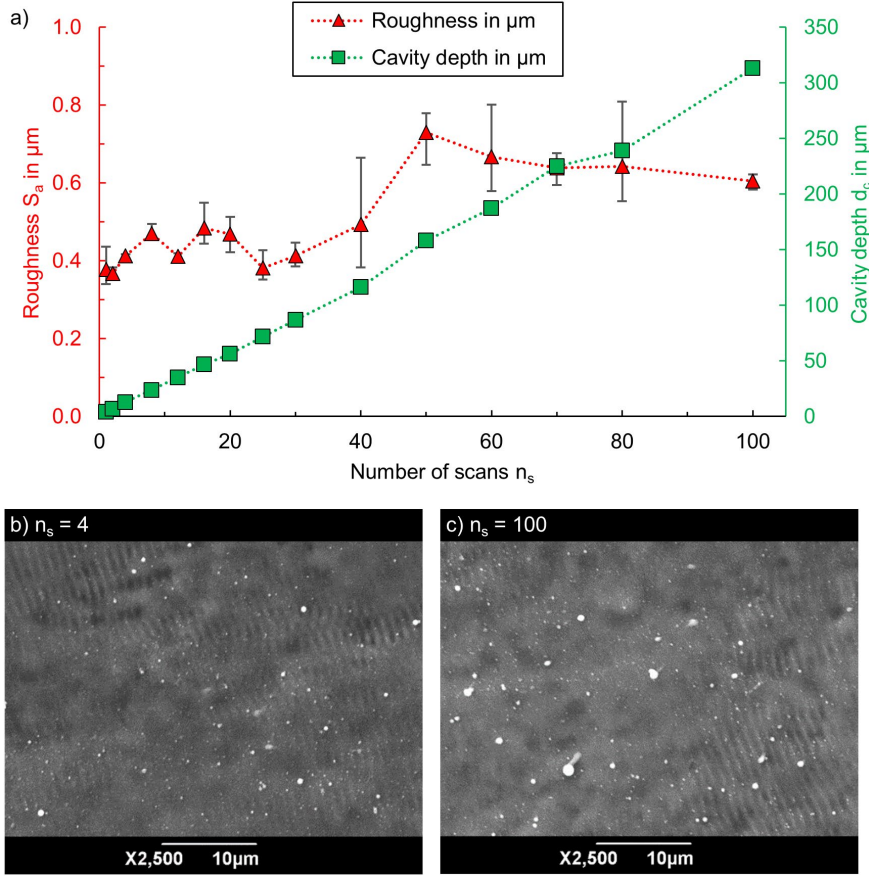 a)
Roughness in µm
Cavity depth in µm
Roughness Sₐ in µm
1.0
0.8
0.6
0.4
0.2
0.0
Cavity depth d꜀ in µm
350
300
250
200
150
100
50
0
0 20 40 60 80 100
Number of scans nₛ
b) nₛ = 4
X2,500 10µm
c) nₛ = 100
X2,500 10µm